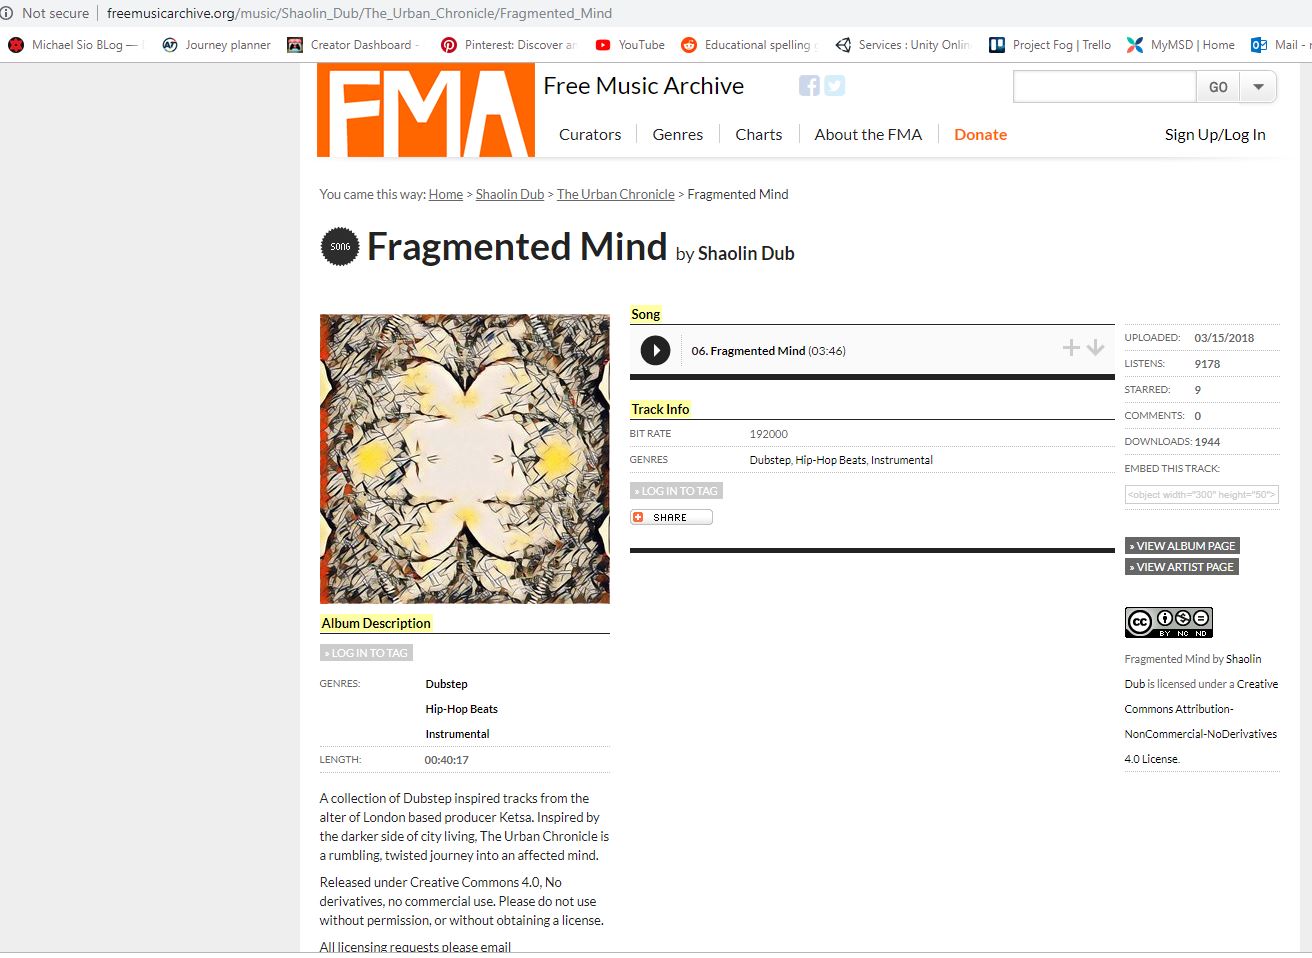 Not secure | freemusicarchive.org/music/Shaolin_Dub/The_Urban_Chronicle/Fragmented_Mind
Michael Sio BLog —
Journey planner
Creator Dashboard -
Pinterest: Discover an
YouTube
Educational spelling
Services : Unity Onlin
Project Fog | Trello
MyMSD | Home
Mail -
FMA
Free Music Archive
GO
Curators
Genres
Charts
About the FMA
Donate
Sign Up/Log In
You came this way: Home > Shaolin Dub > The Urban Chronicle > Fragmented Mind
SONG
Fragmented Mind by Shaolin Dub
Song
06. Fragmented Mind (03:46)
Track Info
BIT RATE 192000
GENRES Dubstep, Hip-Hop Beats, Instrumental
» LOG IN TO TAG
SHARE
UPLOADED: 03/15/2018
LISTENS: 9178
STARRED: 9
COMMENTS: 0
DOWNLOADS: 1944
EMBED THIS TRACK:
<object width="300" height="50">
» VIEW ALBUM PAGE
» VIEW ARTIST PAGE
cc
BY NC ND
Fragmented Mind by Shaolin
Dub is licensed under a Creative
Commons Attribution-
NonCommercial-NoDerivatives
4.0 License.
Album Description
» LOG IN TO TAG
GENRES: Dubstep
Hip-Hop Beats
Instrumental
LENGTH: 00:40:17
A collection of Dubstep inspired tracks from the
alter of London based producer Ketsa. Inspired by
the darker side of city living, The Urban Chronicle is
a rumbling, twisted journey into an affected mind.
Released under Creative Commons 4.0, No
derivatives, no commercial use. Please do not use
without permission, or without obtaining a license.
All licensing requests please email